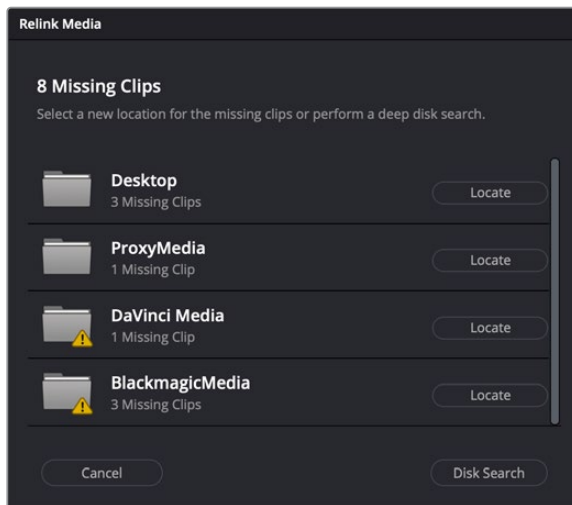 Relink Media
8 Missing Clips
Select a new location for the missing clips or perform a deep disk search.
Desktop
3 Missing Clips
Locate
ProxyMedia
1 Missing Clip
Locate
DaVinci Media
1 Missing Clip
Locate
BlackmagicMedia
3 Missing Clips
Locate
Cancel
Disk Search